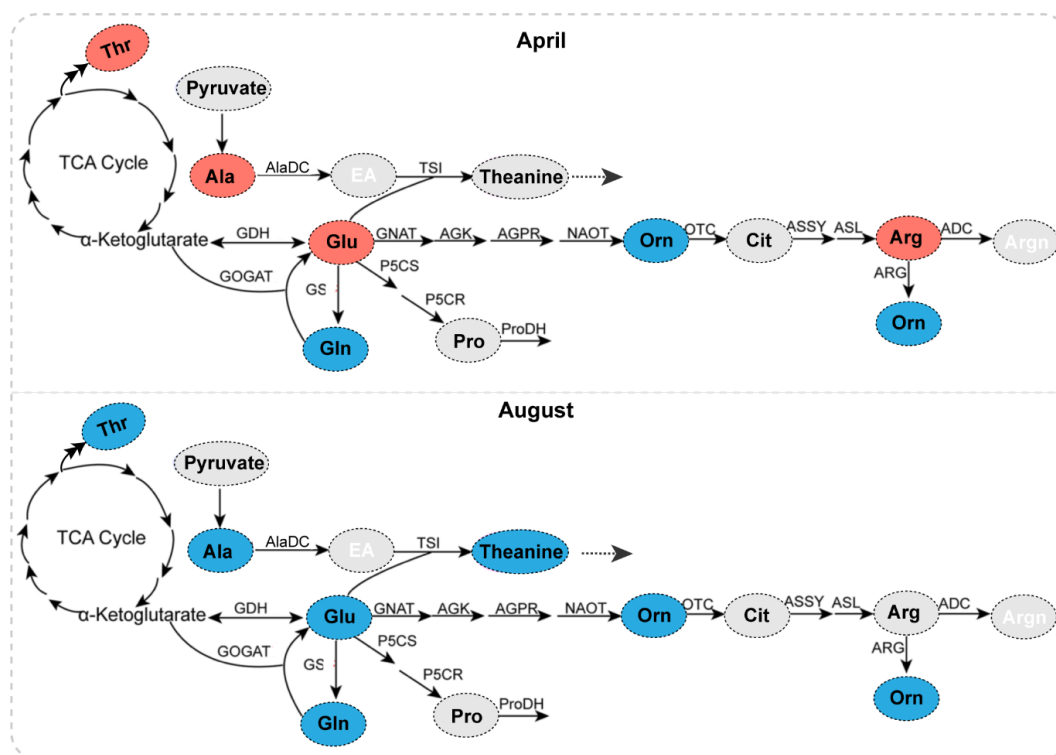 April
Thr
Pyruvate
TCA Cycle
Ala
AlaDC
EA
TSI
Theanine
α-Ketoglutarate
GDH
Glu
GNAT
AGK
AGPR
NAOT
Orn
OTC
Cit
ASSY
ASL
Arg
ADC
Argn
GOGAT
GS
P5CS
ARG
P5CR
Gln
Pro
ProDH
Orn
August
Thr
Pyruvate
TCA Cycle
Ala
AlaDC
EA
TSI
Theanine
α-Ketoglutarate
GDH
Glu
GNAT
AGK
AGPR
NAOT
Orn
OTC
Cit
ASSY
ASL
Arg
ADC
Argn
GOGAT
GS
P5CS
ARG
P5CR
Gln
Pro
ProDH
Orn